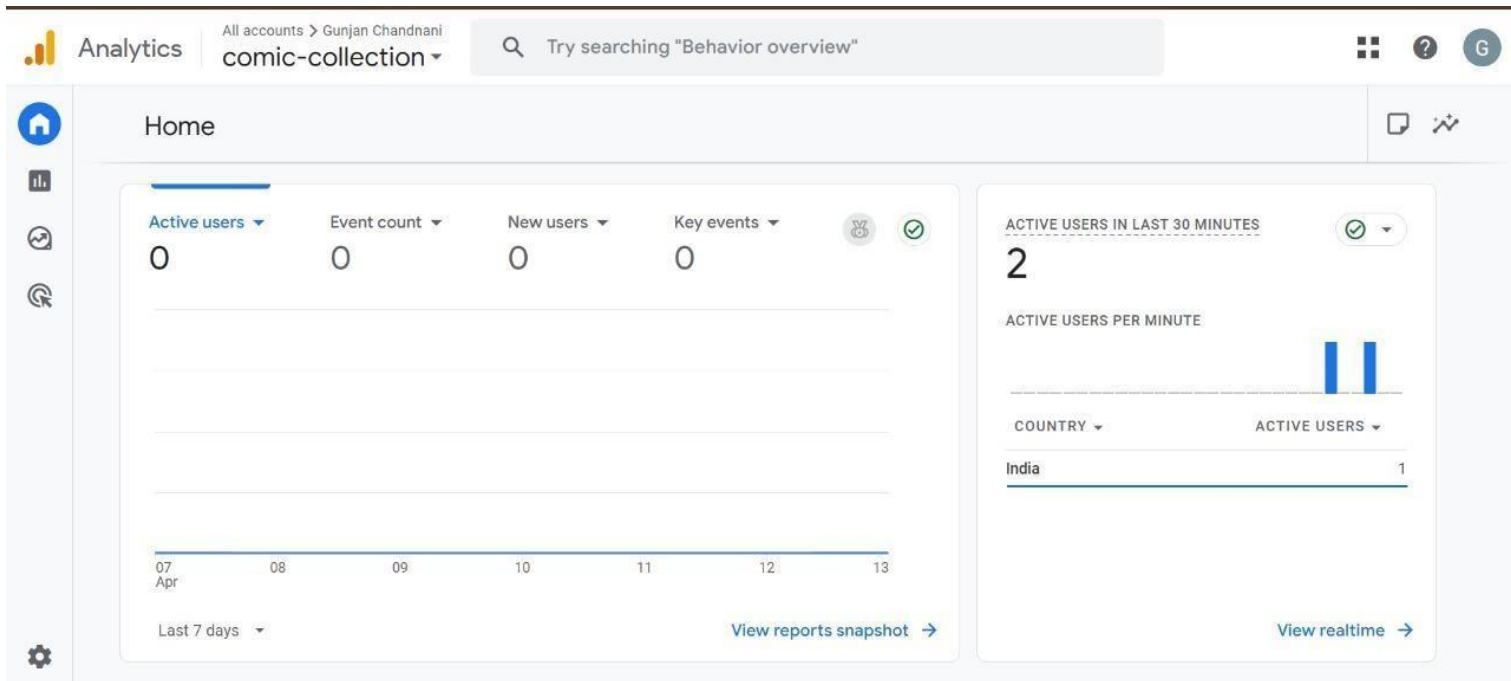 Analytics
All accounts > Gunjan Chandnani
comic-collection
Try searching "Behavior overview"
G
Home
Active users
0
Event count
0
New users
0
Key events
0
07
Apr
08
09
10
11
12
13
Last 7 days
View reports snapshot
ACTIVE USERS IN LAST 30 MINUTES
2
ACTIVE USERS PER MINUTE
COUNTRY
ACTIVE USERS
India
1
View realtime